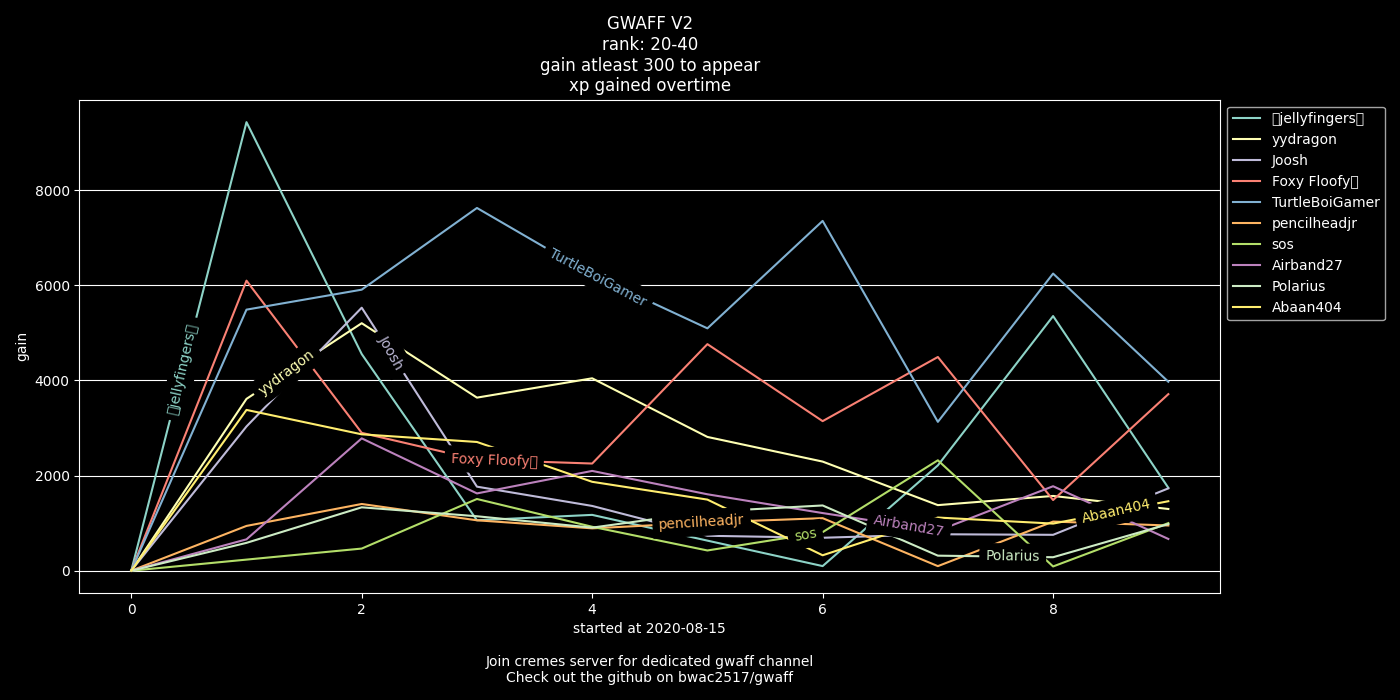 GWAFF V2
rank: 20-40
gain atleast 300 to appear
xp gained overtime
gain
8000
6000
4000
2000
0
0 2 4 6 8
started at 2020-08-15
Join cremes server for dedicated gwaff channel
Check out the github on bwac2517/gwaff
jellyfingers
yydragon
Joosh
Foxy Floofy
TurtleBoiGamer
pencilheadjr
sos
Airband27
Polarius
Abaan404
jellyfingers
yydragon
Joosh
Foxy Floofy
TurtleBoiGamer
pencilheadjr
sos
Airband27
Polarius
Abaan404